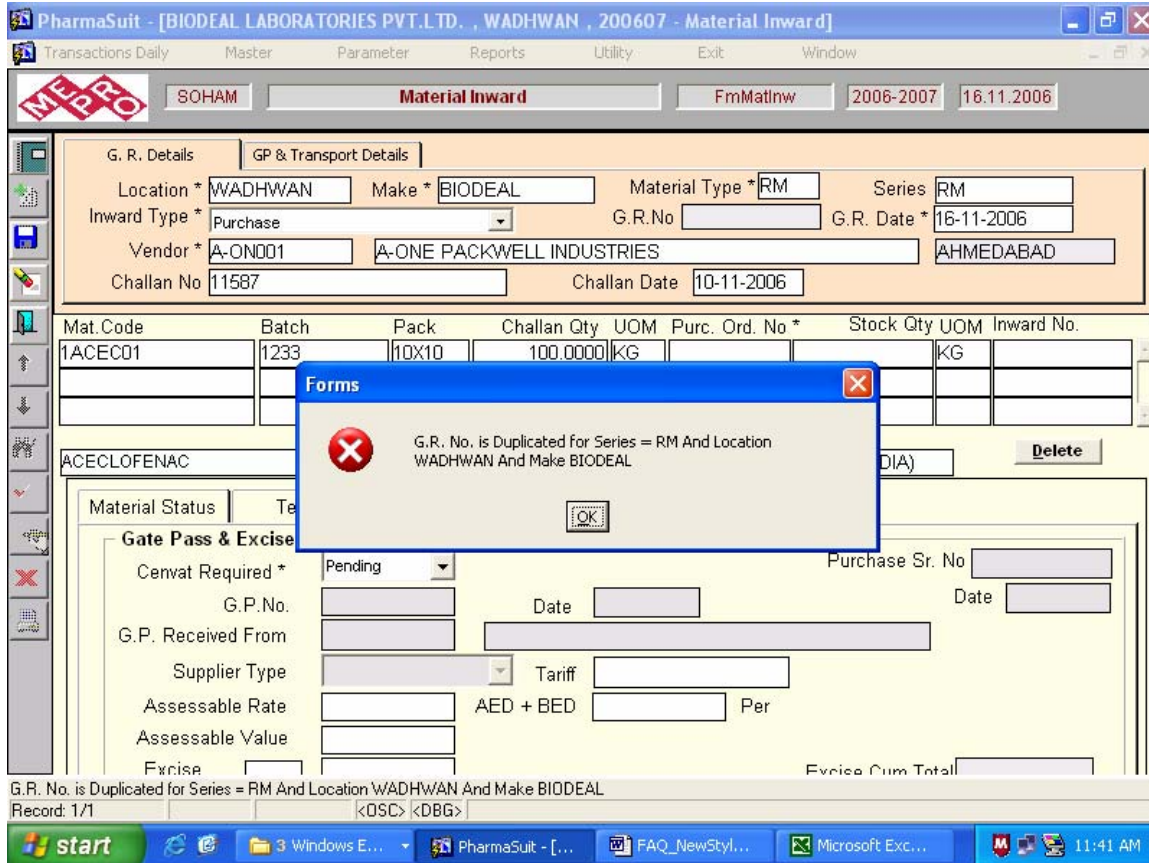 PharmaSuit - [BIODEAL LABORATORIES PVT.LTD. , WADHWAN , 200607 - Material Inward]
Transactions Daily Master Parameter Reports Utility Exit Window
MEPRO SOHAM Material Inward FmMatInw 2006-2007 16.11.2006
G. R. Details GP & Transport Details
Location * WADHWAN Make * BIODEAL Material Type * RM Series RM
Inward Type * Purchase G.R.No G.R. Date * 16-11-2006
Vendor * A-ON001 A-ONE PACKWELL INDUSTRIES AHMEDABAD
Challan No 11587 Challan Date 10-11-2006
Mat.Code Batch Pack Challan Qty UOM Purc. Ord. No * Stock Qty UOM Inward No.
1ACEC01 1233 10X10 100.0000 KG KG
Forms
G.R. No. is Duplicated for Series = RM And Location
WADHWAN And Make BIODEAL
OK
ACECLOFENAC DIA) Delete
Material Status Te
Gate Pass & Excise
Cenvat Required * Pending Purchase Sr. No
G.P.No. Date Date
G.P. Received From
Supplier Type Tariff
Assessable Rate AED + BED Per
Assessable Value
Excise Excise Cum Total
G.R. No. is Duplicated for Series = RM And Location WADHWAN And Make BIODEAL
Record: 1/1 <OSC> <DBG>
start 3 Windows E... PharmaSuit - [... FAQ_NewStyl... Microsoft Exc... 11:41 AM